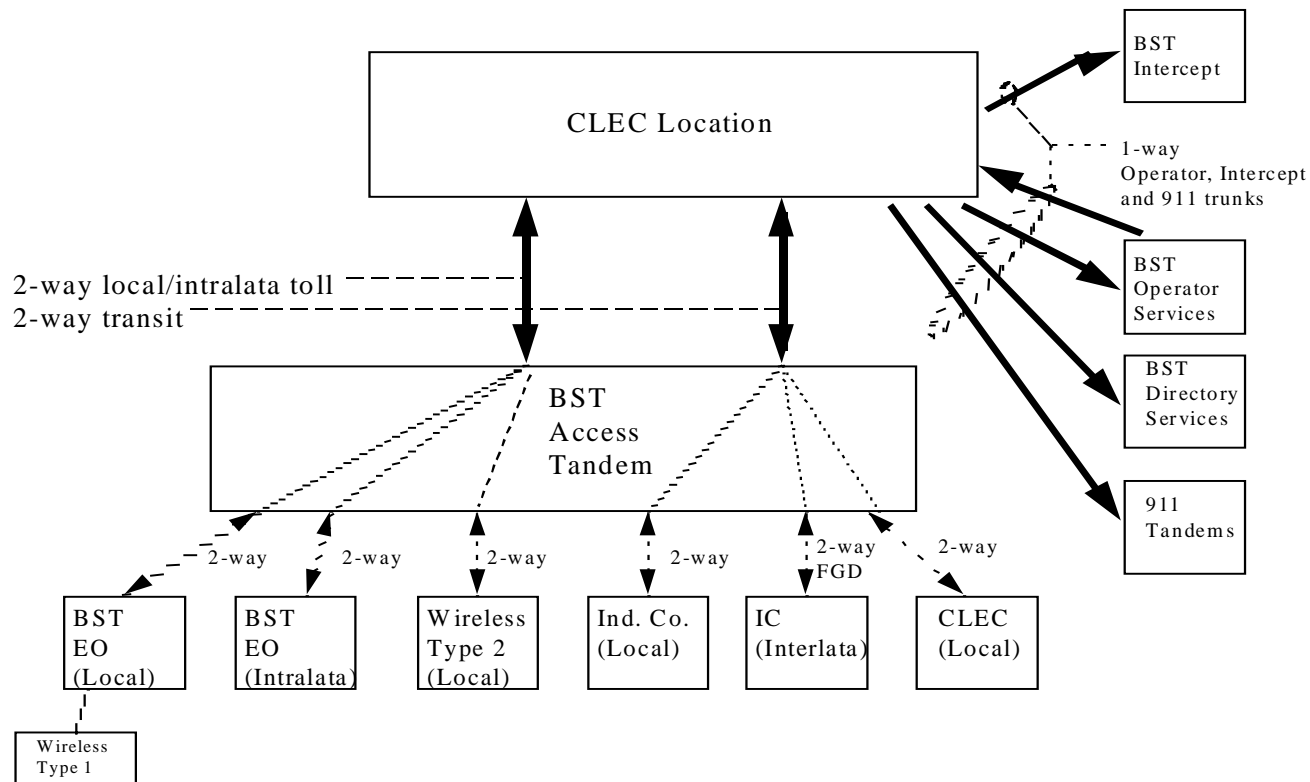 BST
Intercept
CLEC Location
1-way
Operator, Intercept
and 911 trunks
2-way local/intralata toll
2-way transit
BST
Operator
Services
BST
Access
Tandem
BST
Directory
Services
911
Tandems
2-way
2-way
2-way
2-way
2-way
FGD
2-way
BST
EO
(Local)
BST
EO
(Intralata)
Wireless
Type 2
(Local)
Ind. Co.
(Local)
IC
(Interlata)
CLEC
(Local)
Wireless
Type 1